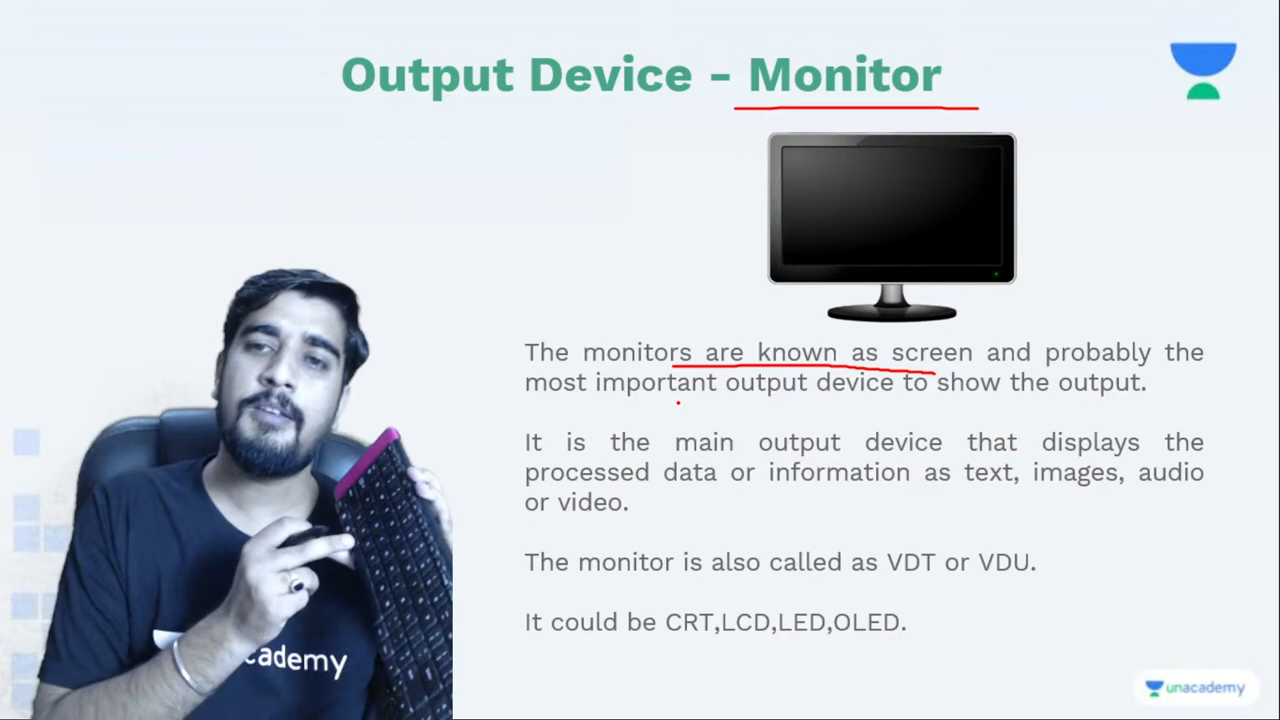 Output Device - Monitor
The monitors are known as screen and probably the
most important output device to show the output.
It is the main output device that displays the
processed data or information as text, images, audio
or video.
The monitor is also called as VDT or VDU.
It could be CRT,LCD,LED,OLED.
cademy
unacademy